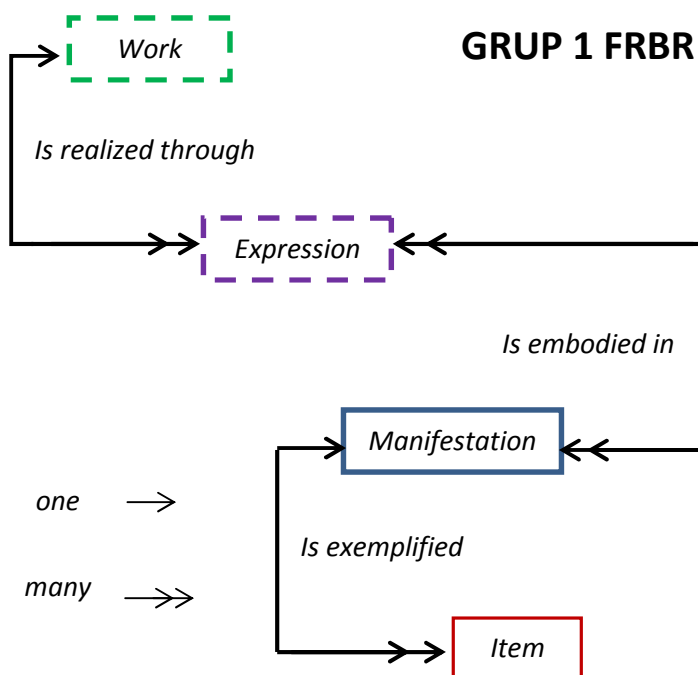 Work
GRUP 1 FRBR
Is realized through
Expression
Is embodied in
Manifestation
one
Is exemplified
many
Item